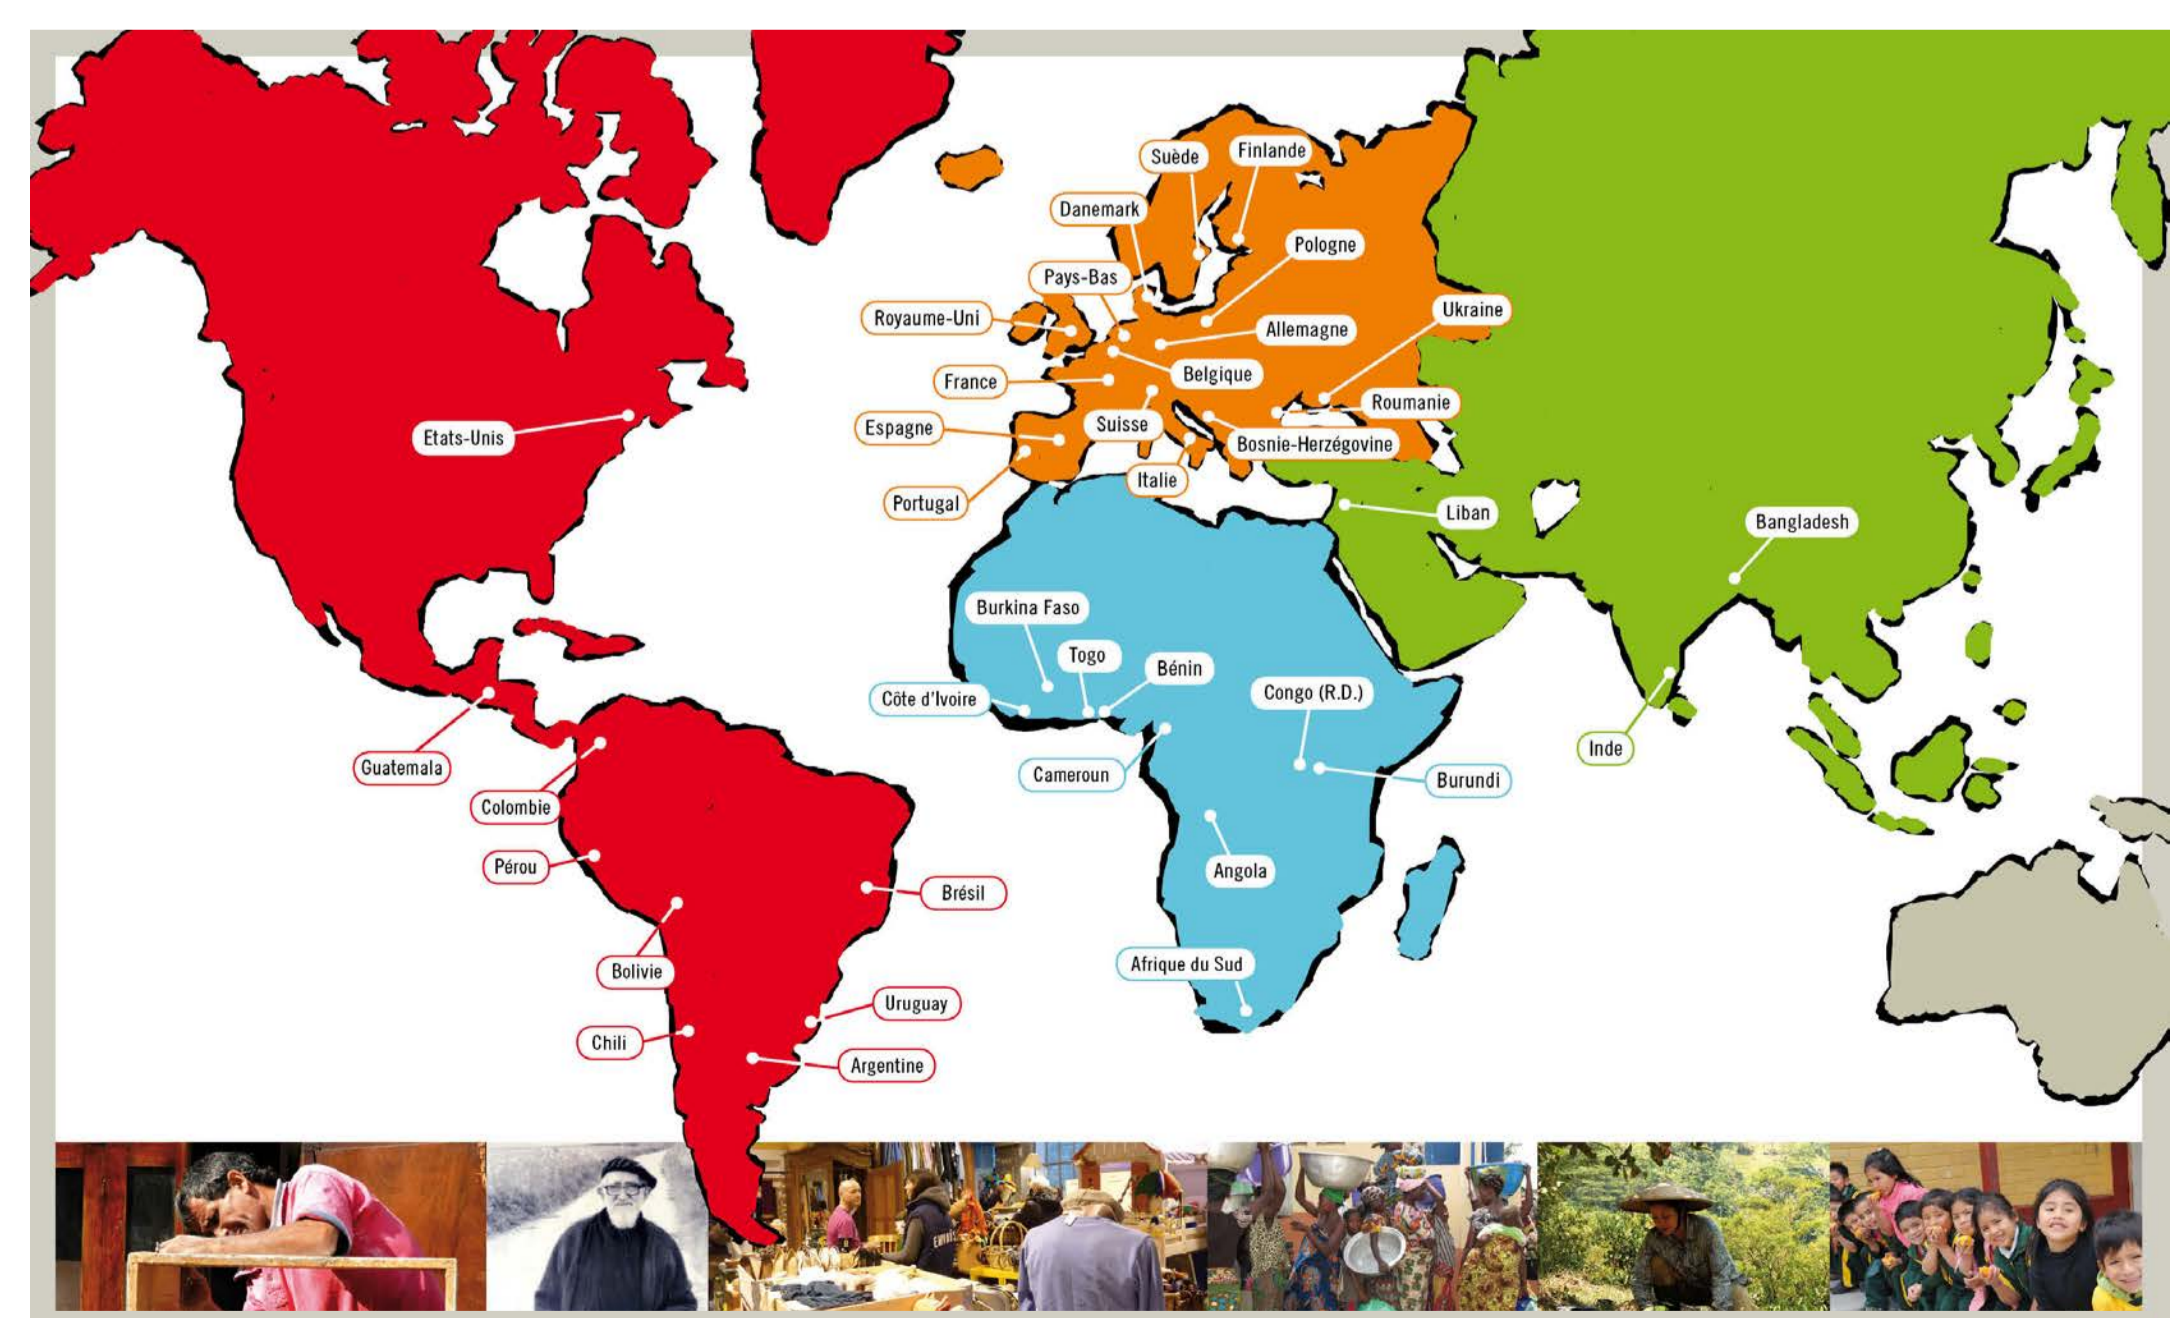 Suède
Finlande
Danemark
Pologne
Pays-Bas
Ukraine
Royaume-Uni
Allemagne
Belgique
France
Roumanie
Espagne
Suisse
Bosnie-Herzégovine
Italie
Portugal
Etats-Unis
Liban
Bangladesh
Burkina Faso
Togo
Bénin
Côte d'Ivoire
Congo (R.D.)
Cameroun
Burundi
Inde
Angola
Afrique du Sud
Guatemala
Colombie
Pérou
Brésil
Bolivie
Uruguay
Chili
Argentine